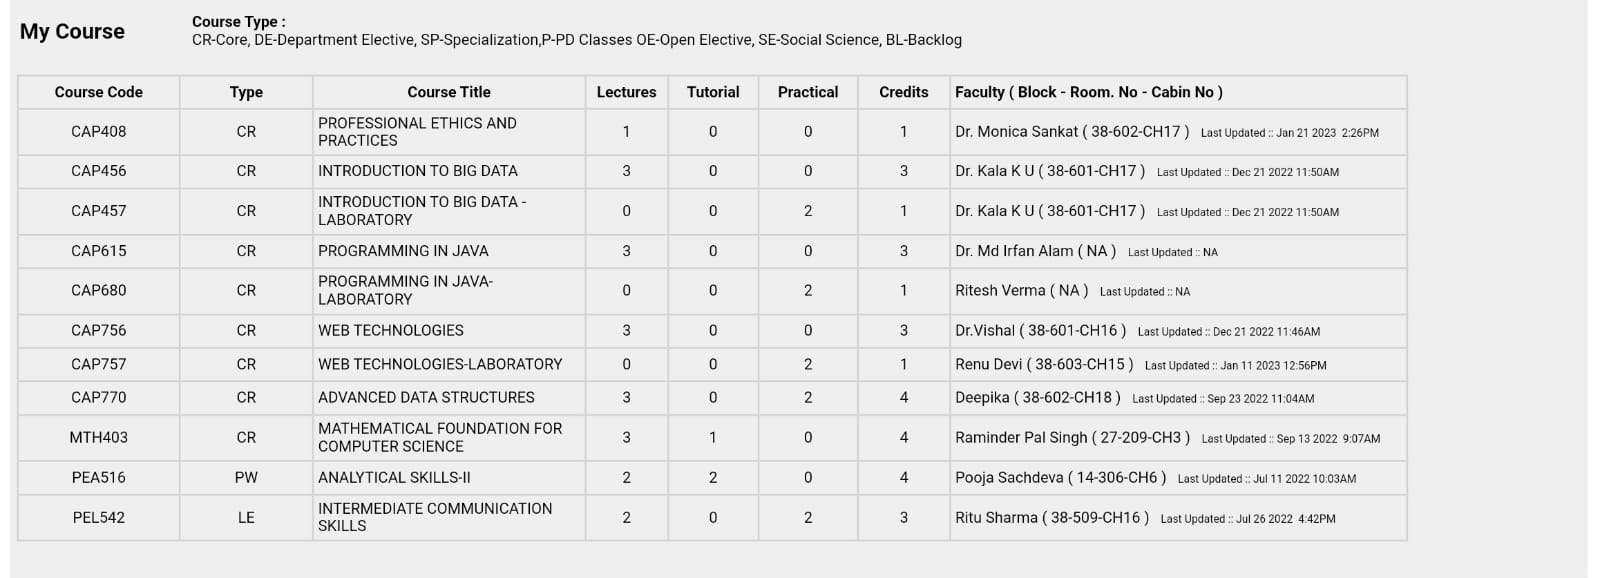 My Course
Course Type :
CR-Core, DE-Department Elective, SP-Specialization,P-PD Classes OE-Open Elective, SE-Social Science, BL-Backlog
Course Code Type Course Title Lectures Tutorial Practical Credits Faculty ( Block - Room. No - Cabin No )
CAP408 CR PROFESSIONAL ETHICS AND
PRACTICES 1 0 0 1 Dr. Monica Sankat ( 38-602-CH17 ) Last Updated :: Jan 21 2023 2:26PM
CAP456 CR INTRODUCTION TO BIG DATA 3 0 0 3 Dr. Kala K U ( 38-601-CH17 ) Last Updated :: Dec 21 2022 11:50AM
CAP457 CR INTRODUCTION TO BIG DATA -
LABORATORY 0 0 2 1 Dr. Kala K U ( 38-601-CH17 ) Last Updated :: Dec 21 2022 11:50AM
CAP615 CR PROGRAMMING IN JAVA 3 0 0 3 Dr. Md Irfan Alam ( NA ) Last Updated :: NA
CAP680 CR PROGRAMMING IN JAVA-
LABORATORY 0 0 2 1 Ritesh Verma ( NA ) Last Updated :: NA
CAP756 CR WEB TECHNOLOGIES 3 0 0 3 Dr.Vishal ( 38-601-CH16 ) Last Updated :: Dec 21 2022 11:46AM
CAP757 CR WEB TECHNOLOGIES-LABORATORY 0 0 2 1 Renu Devi ( 38-603-CH15 ) Last Updated :: Jan 11 2023 12:56PM
CAP770 CR ADVANCED DATA STRUCTURES 3 0 2 4 Deepika ( 38-602-CH18 ) Last Updated :: Sep 23 2022 11:04AM
MTH403 CR MATHEMATICAL FOUNDATION FOR
COMPUTER SCIENCE 3 1 0 4 Raminder Pal Singh ( 27-209-CH3 ) Last Updated :: Sep 13 2022 9:07AM
PEA516 PW ANALYTICAL SKILLS-II 2 2 0 4 Pooja Sachdeva ( 14-306-CH6 ) Last Updated :: Jul 11 2022 10:03AM
PEL542 LE INTERMEDIATE COMMUNICATION
SKILLS 2 0 2 3 Ritu Sharma ( 38-509-CH16 ) Last Updated :: Jul 26 2022 4:42PM